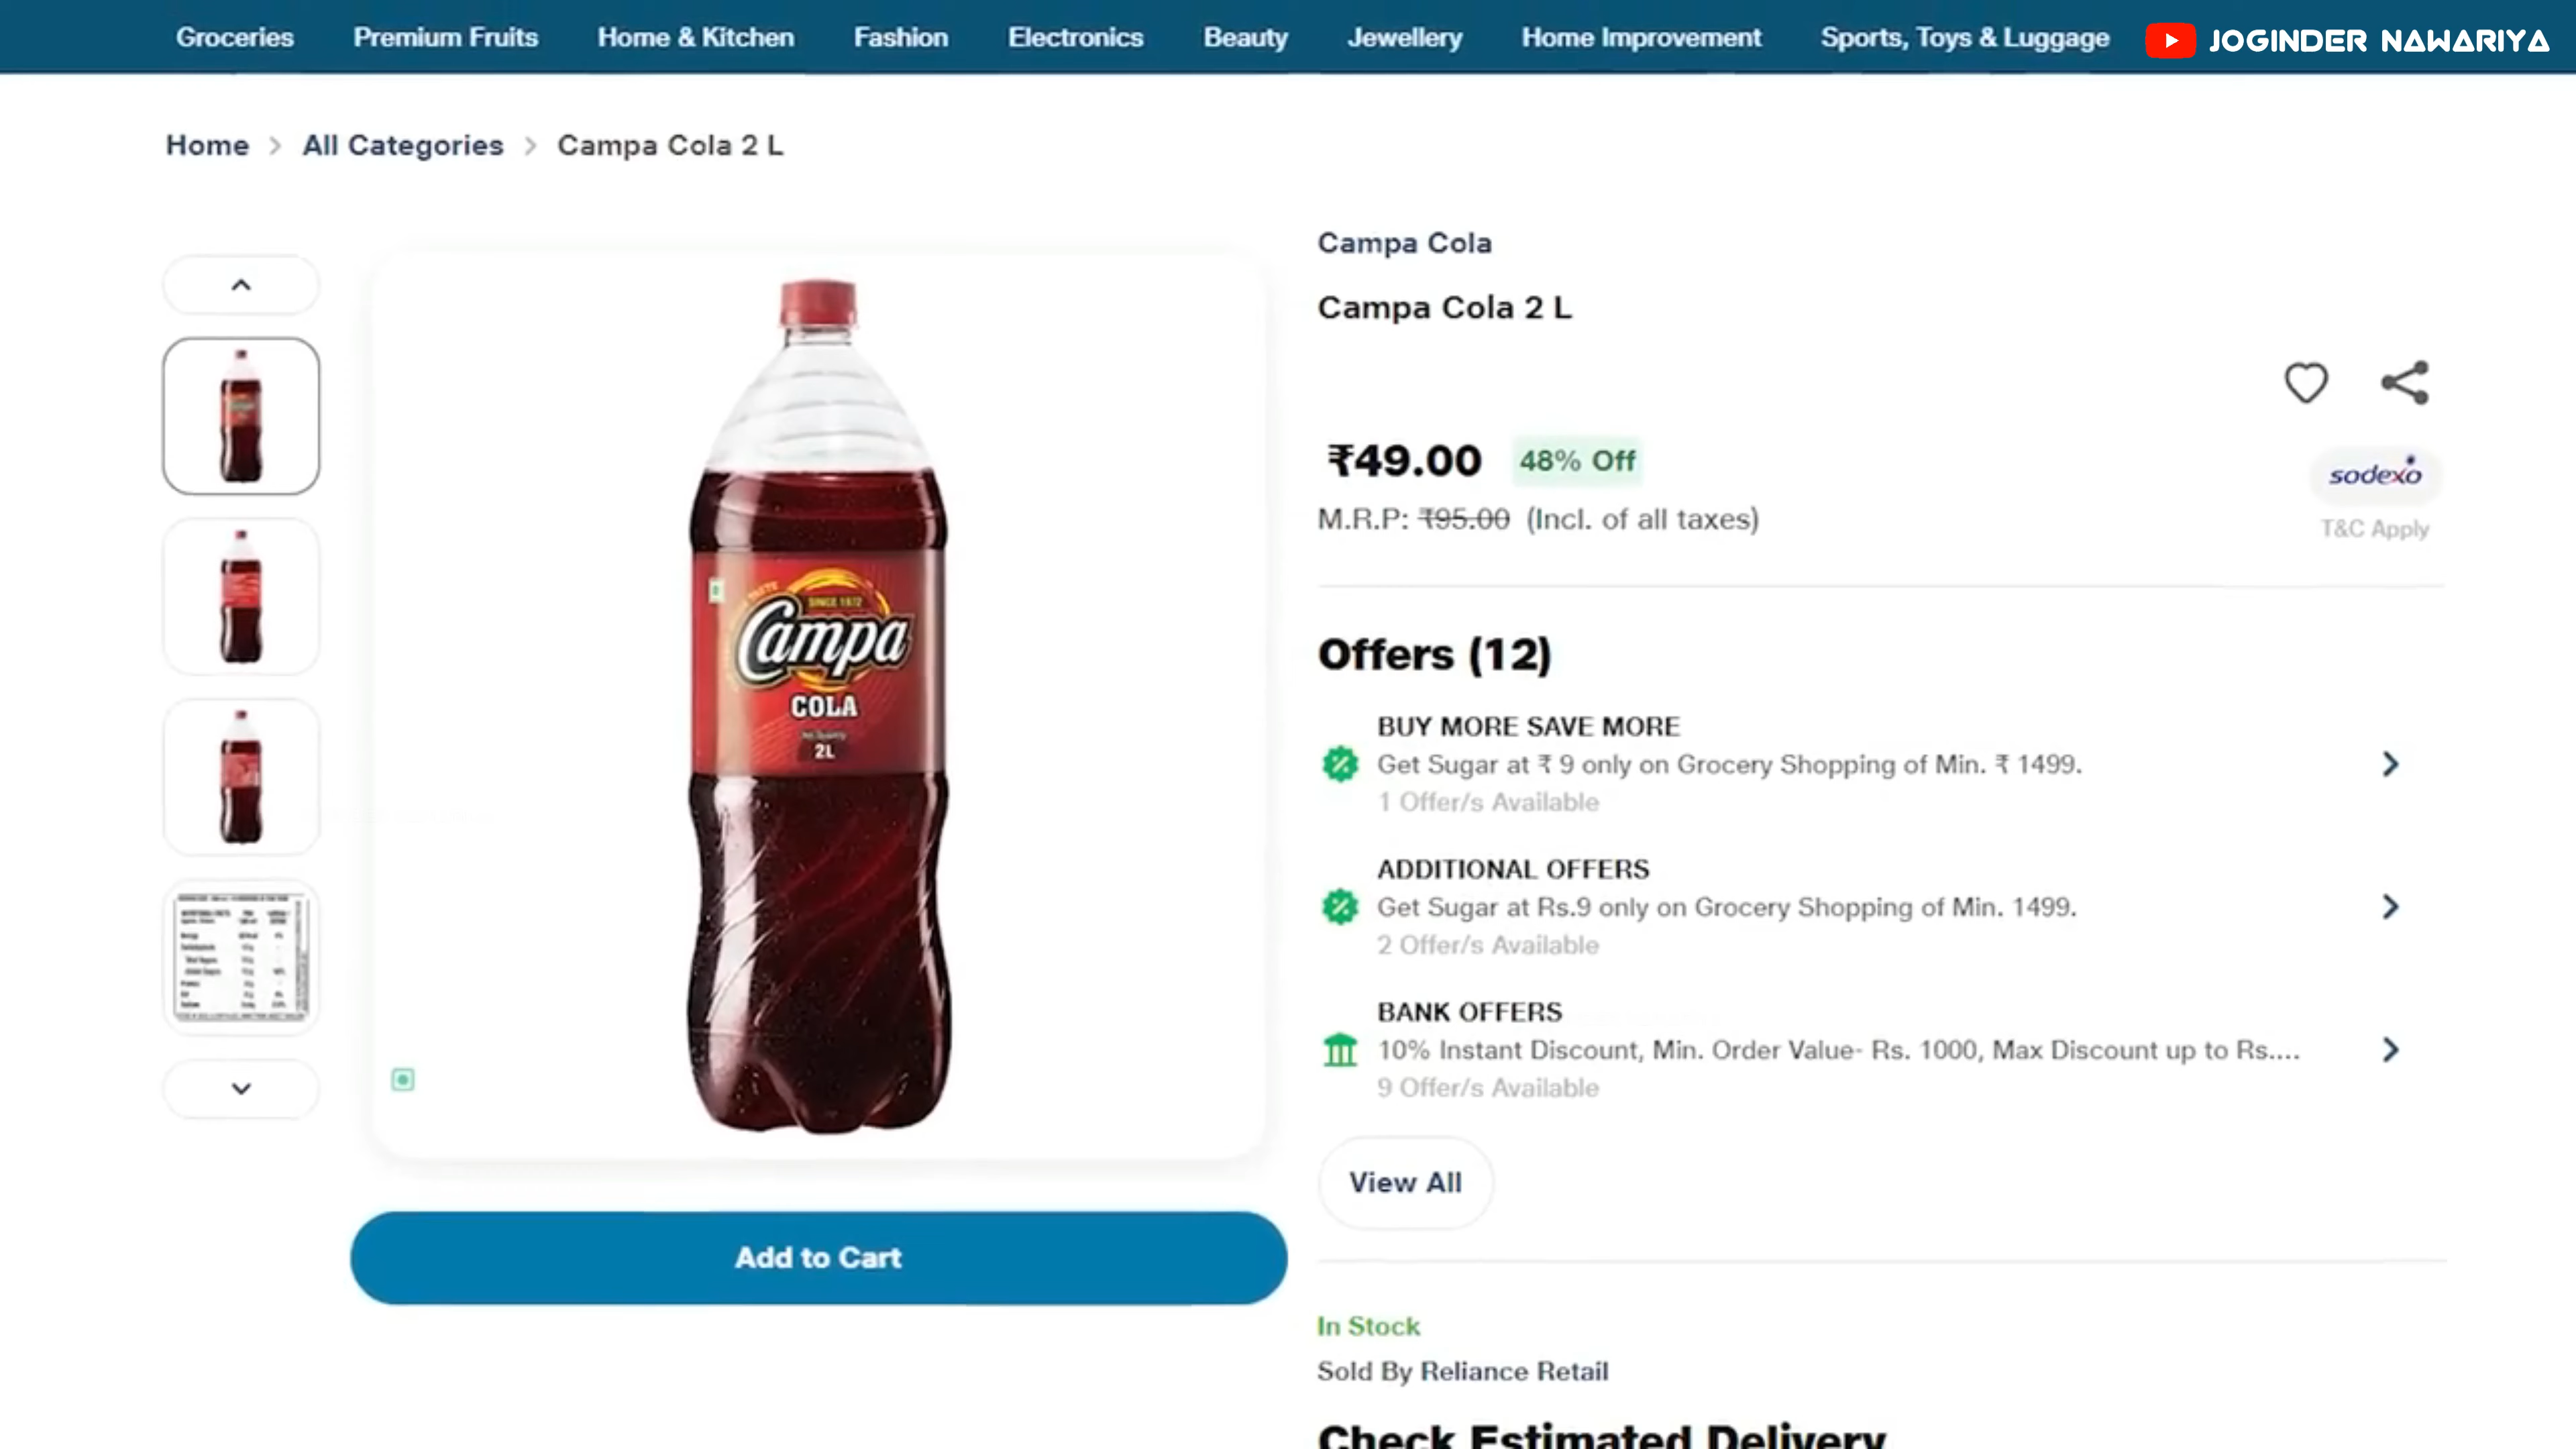 Groceries Premium Fruits Home & Kitchen Fashion Electronics Beauty Jewellery Home Improvement Sports, Toys & Luggage JOGINDER NAWARIYA
Home > All Categories > Campa Cola 2 L
Campa Cola
Campa Cola 2 L
₹49.00 48% Off
sodexo
M.R.P: ₹95.00 (Incl. of all taxes)
T&C Apply
SINCE 1972
Campa
COLA
2L
Offers (12)
BUY MORE SAVE MORE
Get Sugar at ₹ 9 only on Grocery Shopping of Min. ₹ 1499.
1 Offer/s Available
ADDITIONAL OFFERS
Get Sugar at Rs.9 only on Grocery Shopping of Min. 1499.
2 Offer/s Available
BANK OFFERS
10% Instant Discount, Min. Order Value- Rs. 1000, Max Discount up to Rs....
9 Offer/s Available
View All
Add to Cart
In Stock
Sold By Reliance Retail
Check Estimated Delivery